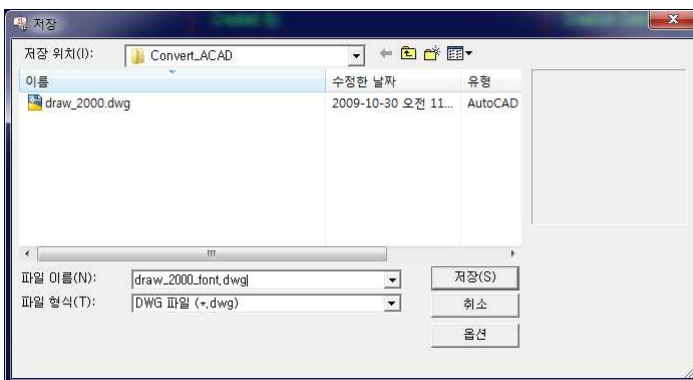 저장
저장 위치(I): Convert_ACAD
이름 수정한 날짜 유형
draw_2000.dwg 2009-10-30 오전 11... AutoCAD
파일 이름(N): draw_2000_font.dwg 저장(S)
파일 형식(T): DWG 파일 (*.dwg) 취소
옵션